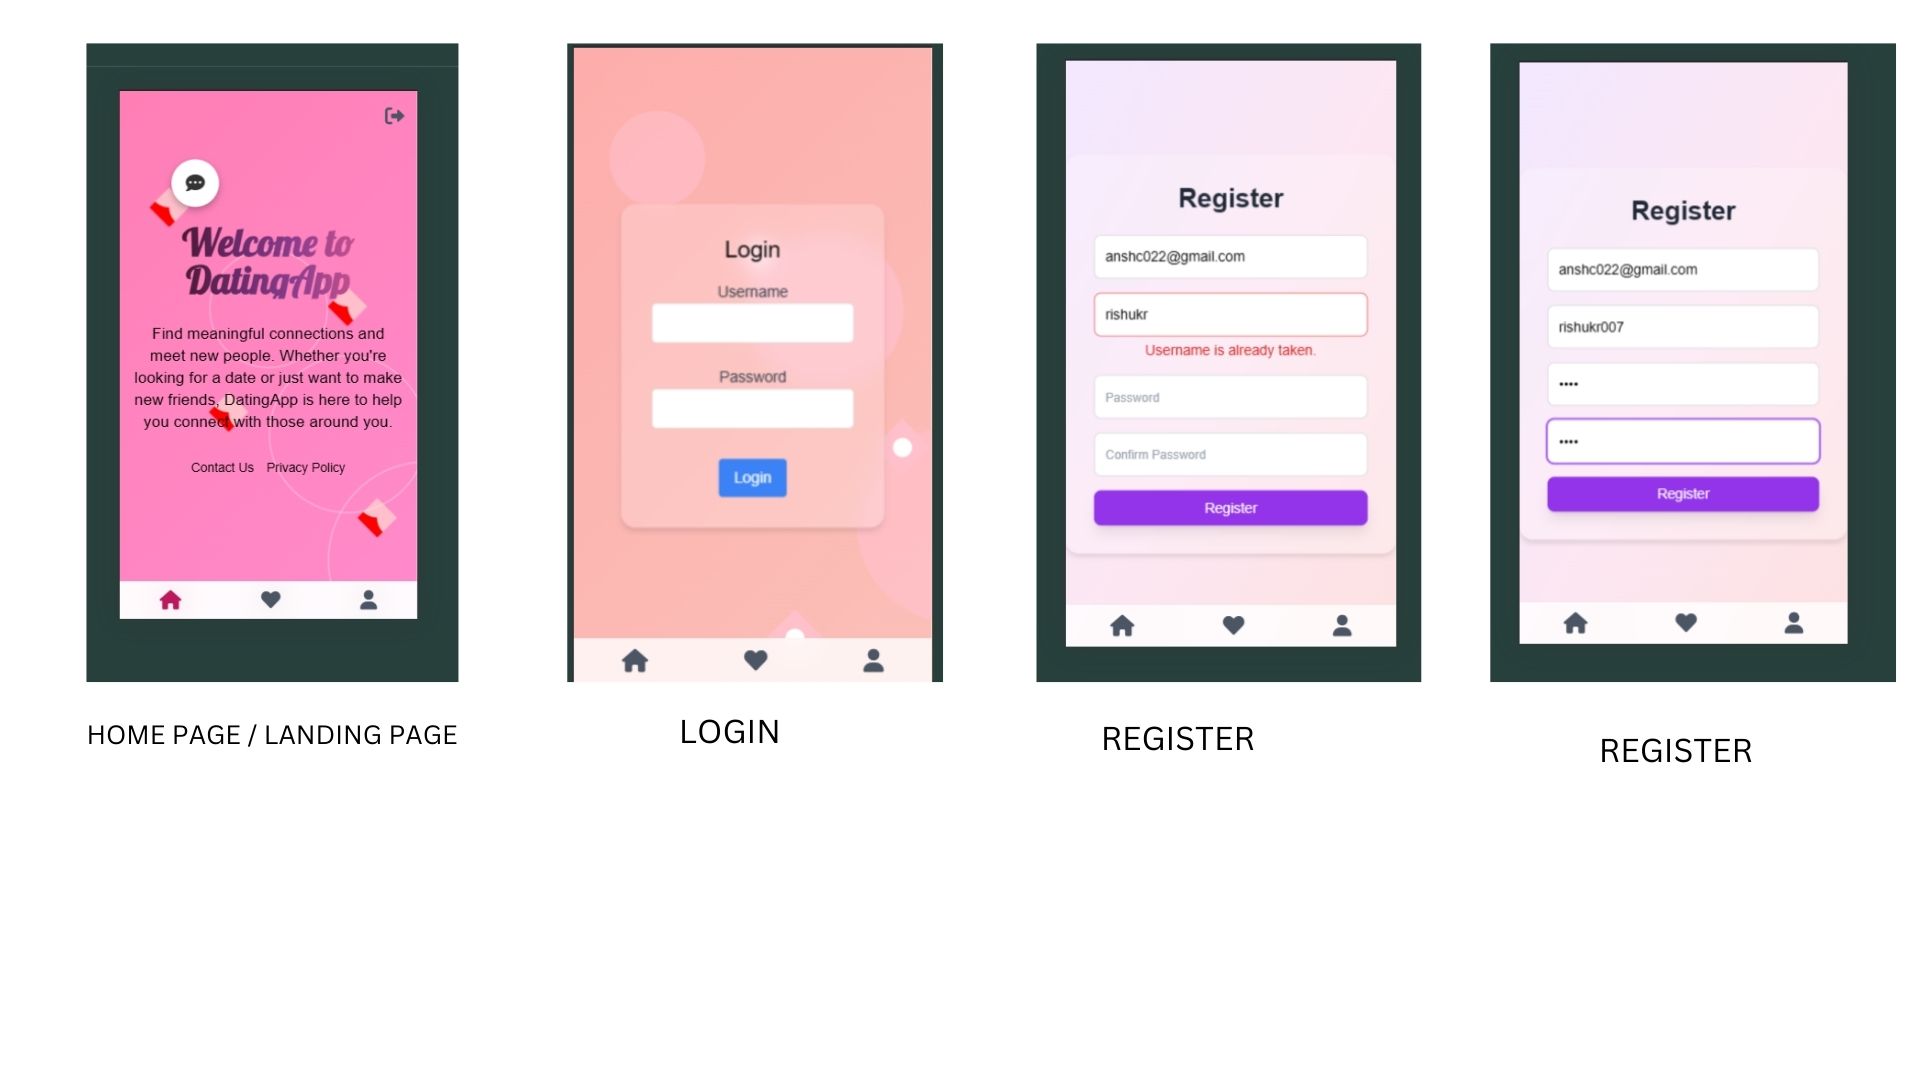 Welcome to
DatingApp
Find meaningful connections and
meet new people. Whether you're
looking for a date or just want to make
new friends, DatingApp is here to help
you connect with those around you.
Contact Us Privacy Policy
HOME PAGE / LANDING PAGE
Login
Username
Password
Login
LOGIN
Register
anshc022@gmail.com
rishukr
Username is already taken.
Password
Confirm Password
Register
REGISTER
Register
anshc022@gmail.com
rishukr007
••••
••••
Register
REGISTER